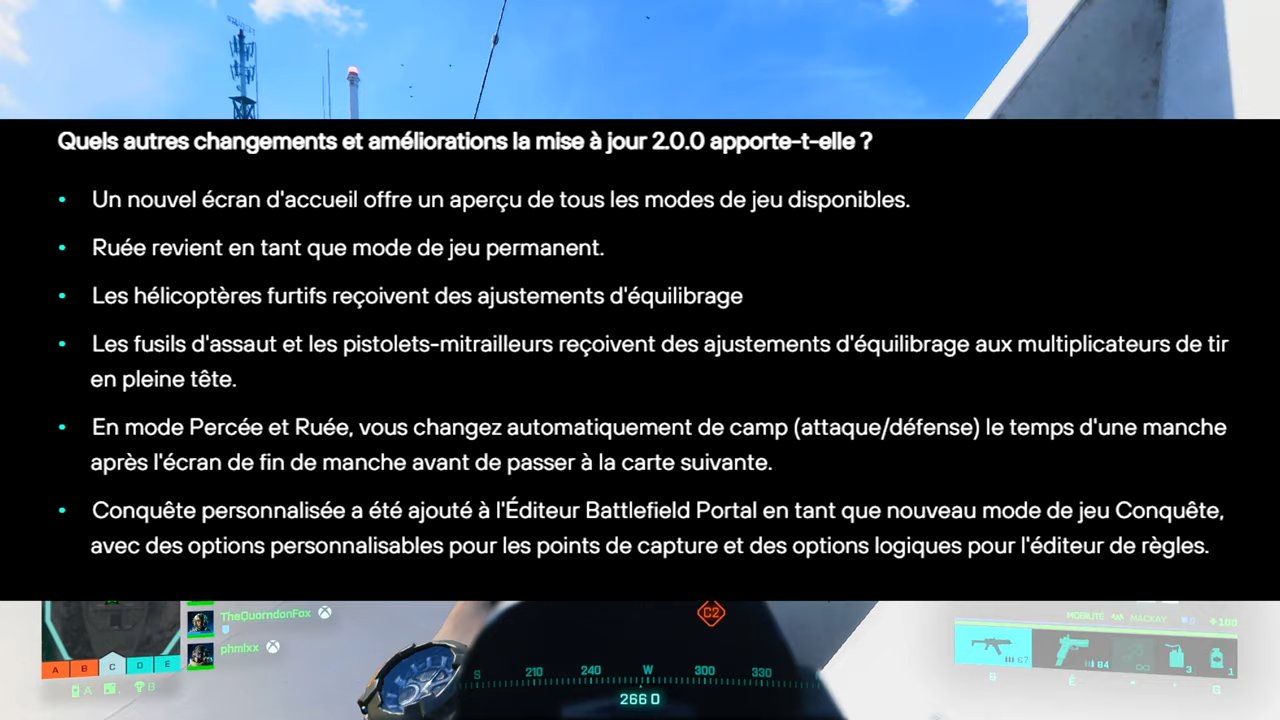 Quels autres changements et améliorations la mise à jour 2.0.0 apporte-t-elle ?
• Un nouvel écran d'accueil offre un aperçu de tous les modes de jeu disponibles.
• Ruée revient en tant que mode de jeu permanent.
• Les hélicoptères furtifs reçoivent des ajustements d'équilibrage
• Les fusils d'assaut et les pistolets-mitrailleurs reçoivent des ajustements d'équilibrage aux multiplicateurs de tir
en pleine tête.
• En mode Percée et Ruée, vous changez automatiquement de camp (attaque/défense) le temps d'une manche
après l'écran de fin de manche avant de passer à la carte suivante.
• Conquête personnalisée a été ajouté à l'Éditeur Battlefield Portal en tant que nouveau mode de jeu Conquête,
avec des options personnalisables pour les points de capture et des options logiques pour l'éditeur de règles.
TheQuorndonFox
phmlxx
C2
MOBILITÉ HACKAY +100
A B C D E
A B
S 210 240 W 300 330
266 O
67 84 ∞ 3 1